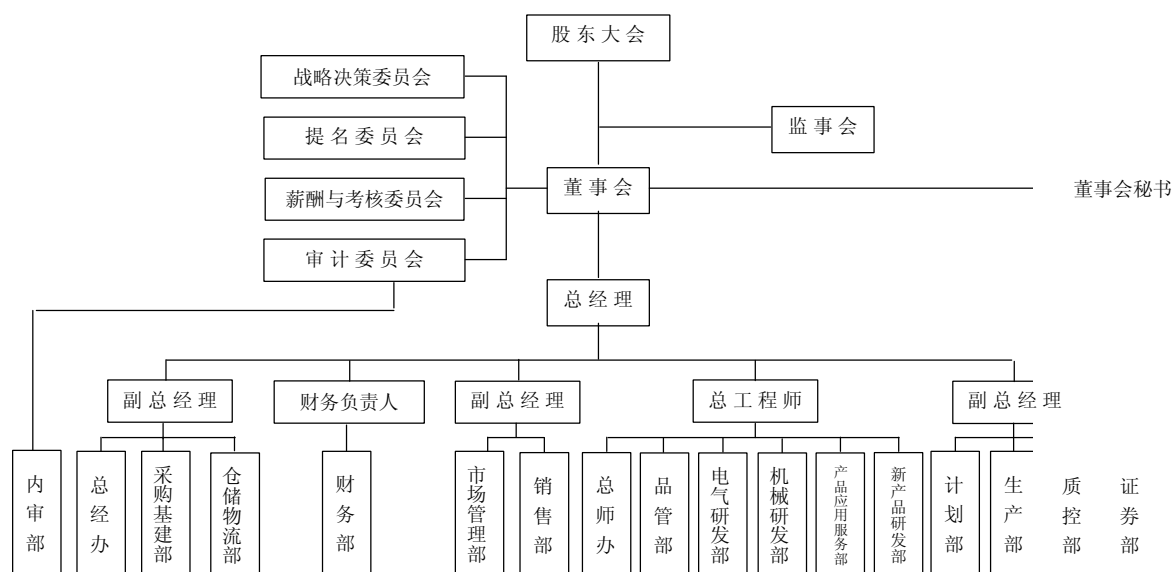 股东大会
战略决策委员会
监事会
提名委员会
董事会
董事会秘书
薪酬与考核委员会
审计委员会
总经理
副总经理
财务负责人
副总经理
总工程师
副总经理
内审部
总经办
采购基建部
仓储物流部
财务部
市场管理部
销售部
总师办
品管部
电气研发部
机械研发部
产品应用服务部
新产品研发部
计划部
生产部
质控部
证券部